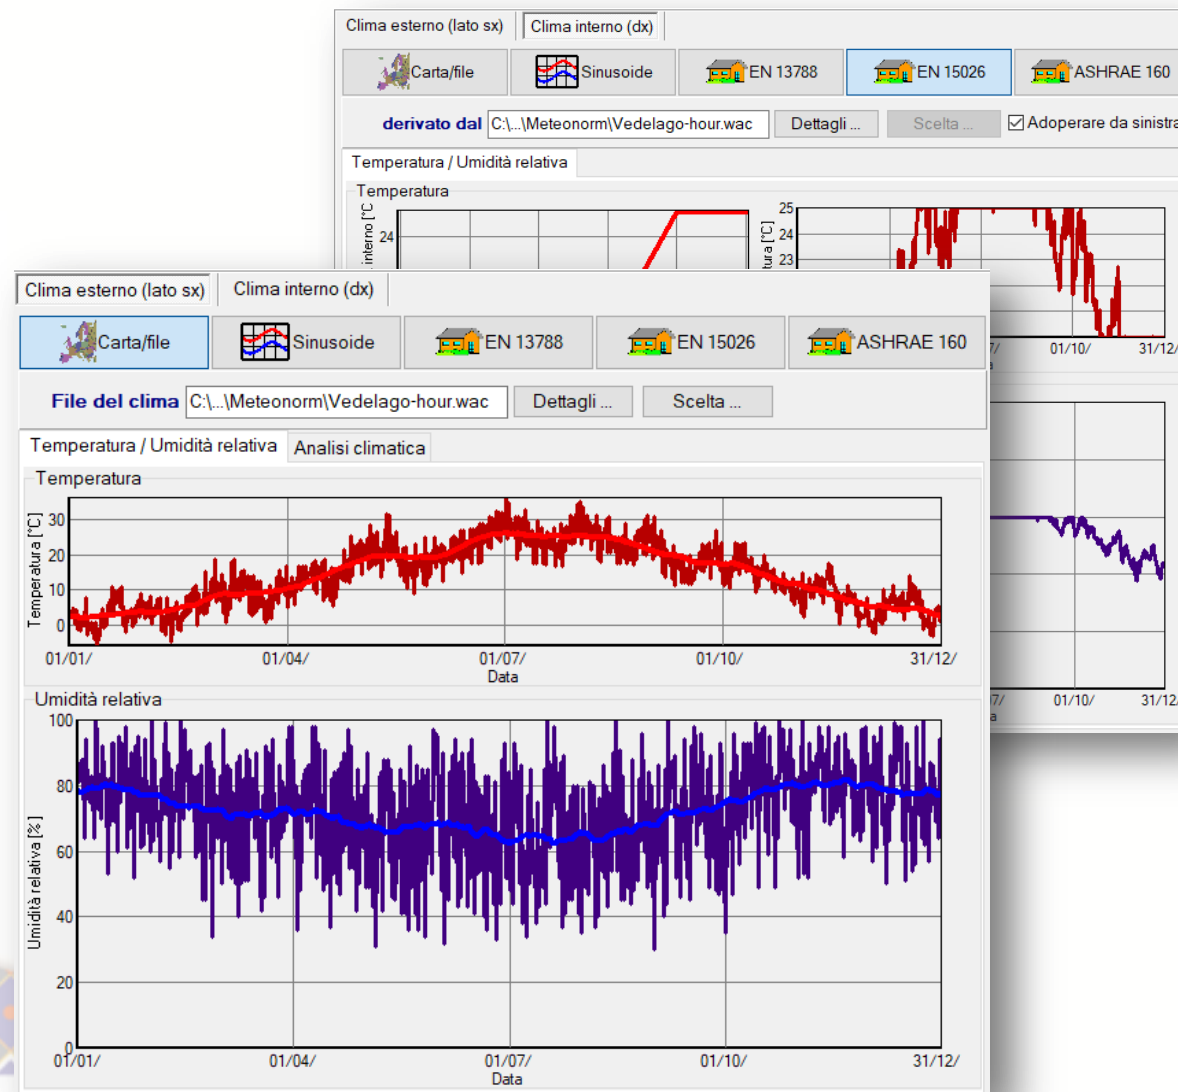 Clima esterno (lato sx) Clima interno (dx)
Carta/file Sinusoide EN 13788 EN 15026 ASHRAE 160
derivato dal C:\...\Meteonorm\Vedelago-hour.wac Dettagli ... Scelta ... Adoperare da sinistra
Temperatura / Umidità relativa
Temperatura
interno [°C
24
[°C]
25
24
23
01/10/ 31/12/
01/10/ 31/12/
Clima esterno (lato sx) Clima interno (dx)
Carta/file Sinusoide EN 13788 EN 15026 ASHRAE 160
File del clima C:\...\Meteonorm\Vedelago-hour.wac Dettagli ... Scelta ...
Temperatura / Umidità relativa Analisi climatica
Temperatura
Temperatura [°C]
30
20
10
0
01/01/ 01/04/ 01/07/ 01/10/ 31/12/
Data
Umidità relativa
Umidità relativa [%]
100
80
60
40
20
0
01/01/ 01/04/ 01/07/ 01/10/ 31/12/
Data